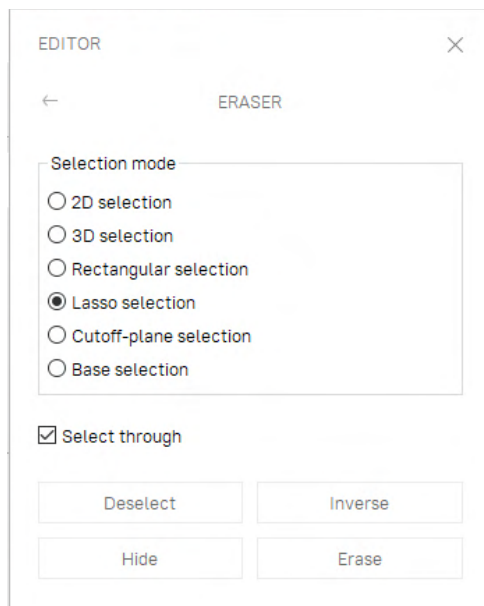 EDITOR
ERASER
Selection mode
2D selection
3D selection
Rectangular selection
Lasso selection
Cutoff-plane selection
Base selection
Select through
Deselect
Inverse
Hide
Erase